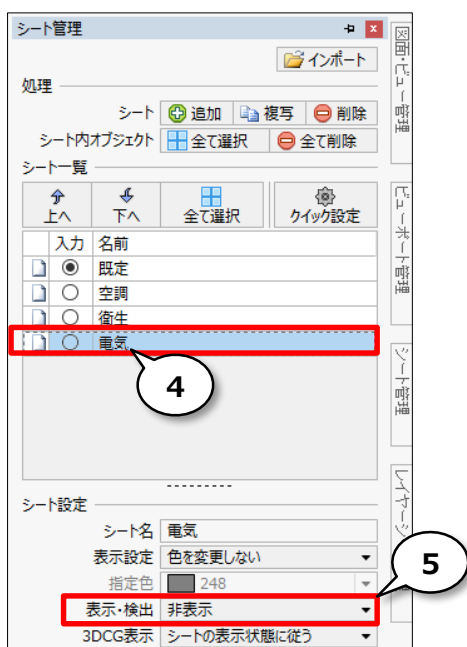 シート管理
インポート
処理
シート 追加 複写 削除
シート内オブジェクト 全て選択 全て削除
シート一覧
上へ 下へ 全て選択 クイック設定
入力 名前
既定
空調
衛生
電気
4
シート設定
シート名 電気
表示設定 色を変更しない
指定色 248
表示・検出 非表示
3DCG表示 シートの表示状態に従う
5
図面・ビュー管理
ビューポート管理
シート管理
レイヤーシ